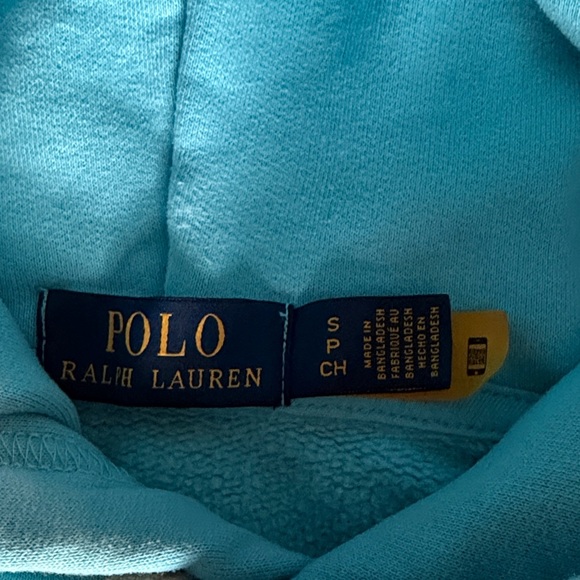 POLO
RALPH LAUREN
S
P
CH
MADE IN
BANGLADESH
FABRIQUÉ AU
BANGLADESH
HECHO EN
BANGLADESH